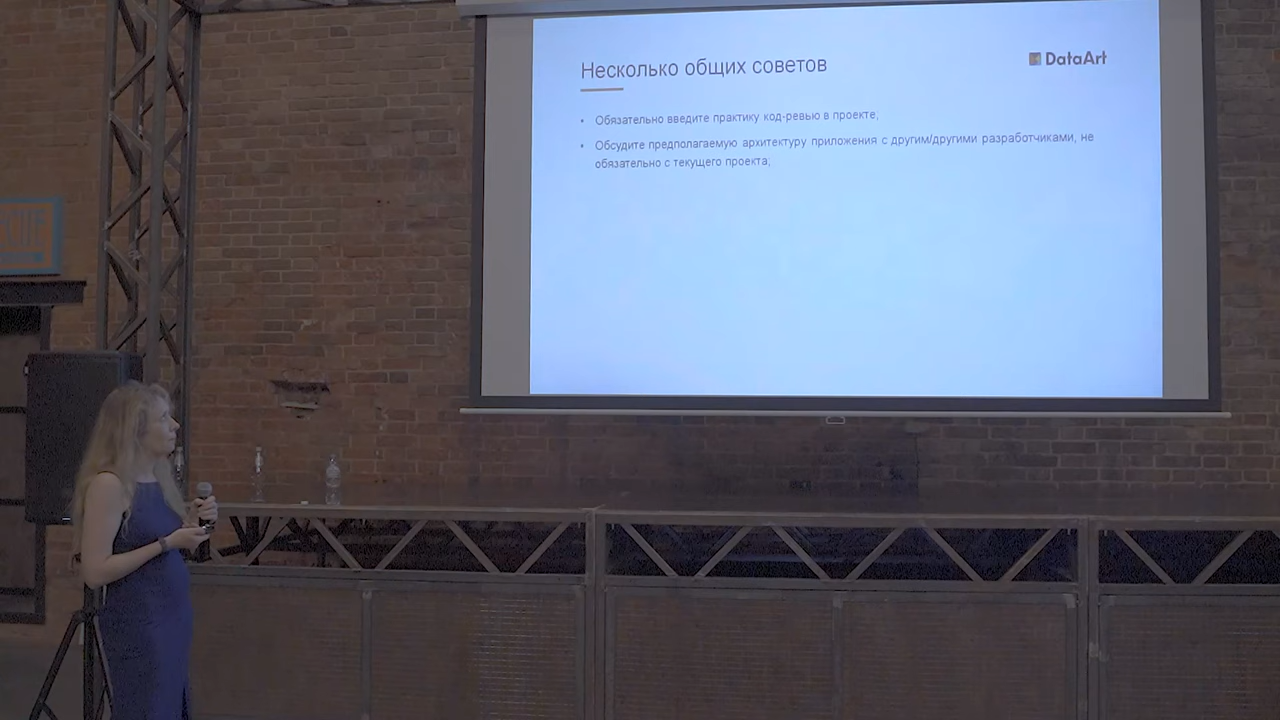 Несколько общих советов
DataArt
• Обязательно введите практику код-ревью в проекте;
• Обсудите предполагаемую архитектуру приложения с другим/другими разработчиками, не
обязательно с текущего проекта;